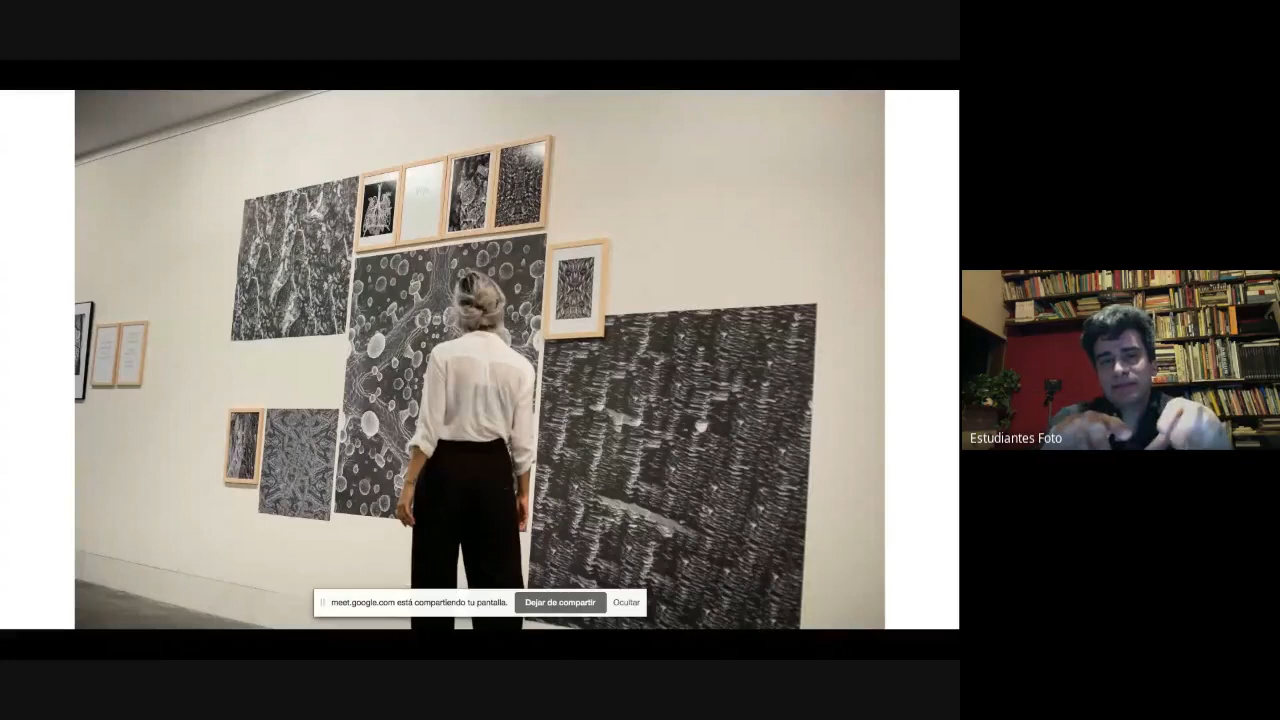 meet.google.com está compartiendo tu pantalla.
Dejar de compartir
Ocultar
Estudiantes Foto